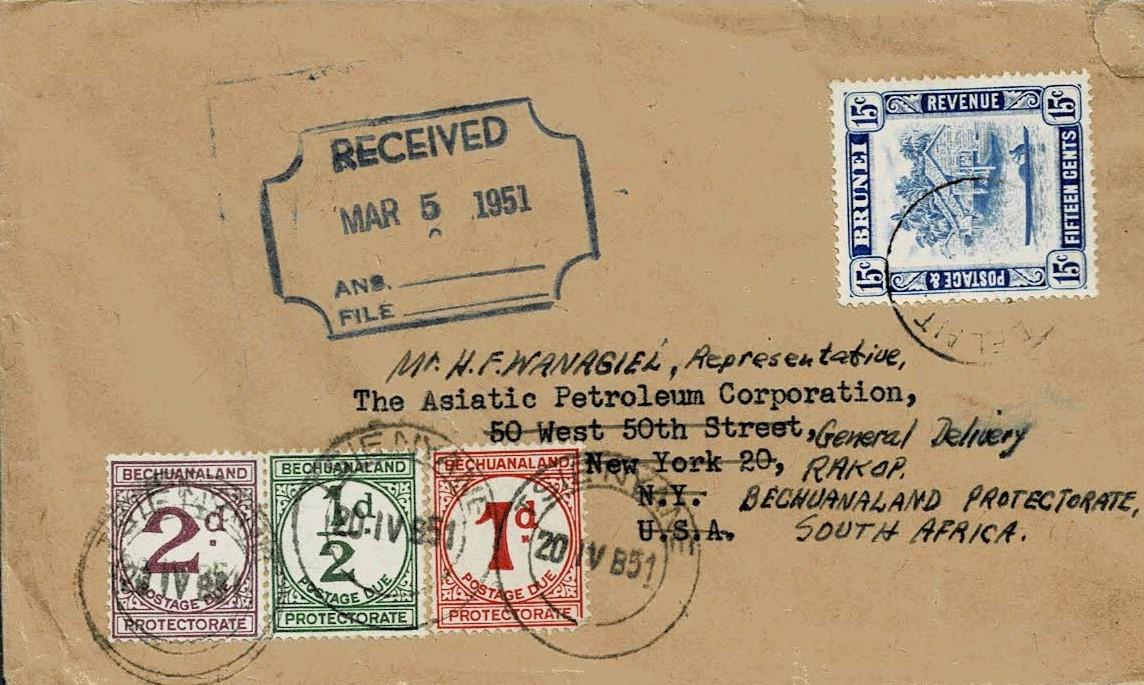 RECEIVED
MAR 5 1951
ANS.
FILE
15c REVENUE 15c
BRUNEI
FIFTEEN CENTS
15c POSTAGE & 15c
Mr. H.F. WANAGIEL, Representative,
The Asiatic Petroleum Corporation,
50 West 50th Street, General Delivery
New York 20, RAKOP.
N.Y. BECHUANALAND PROTECTORATE,
U.S.A. SOUTH AFRICA.
BECHUANALAND
2d.
POSTAGE DUE
PROTECTORATE
BECHUANALAND
1/2d
POSTAGE DUE
PROTECTORATE
BECHUANALAND
1d.
POSTAGE DUE
PROTECTORATE
20-IV B51
20 IV B51